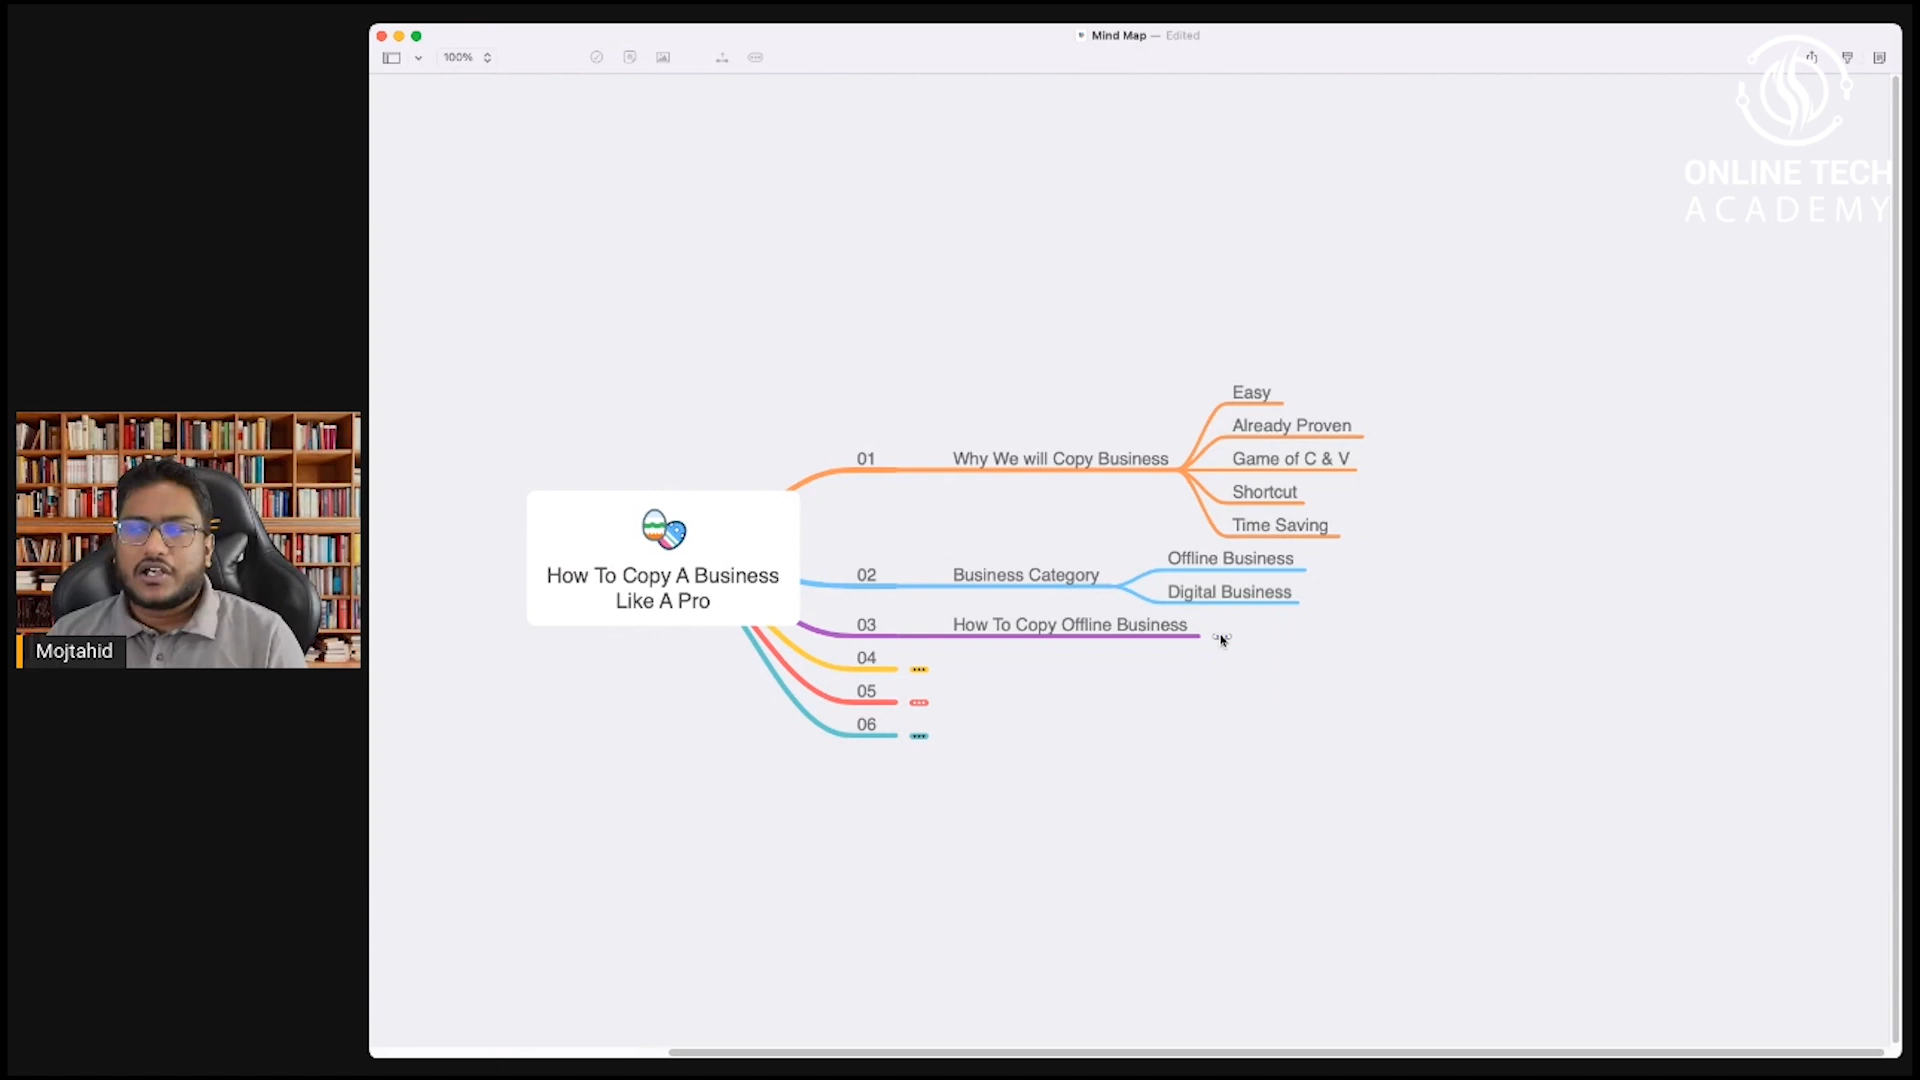 Mind Map — Edited
100%
ONLINE TECH
ACADEMY
Easy
Already Proven
01
Why We will Copy Business
Game of C & V
Shortcut
Time Saving
How To Copy A Business
Like A Pro
02
Business Category
Offline Business
Digital Business
03
How To Copy Offline Business
04
05
06
Mojtahid